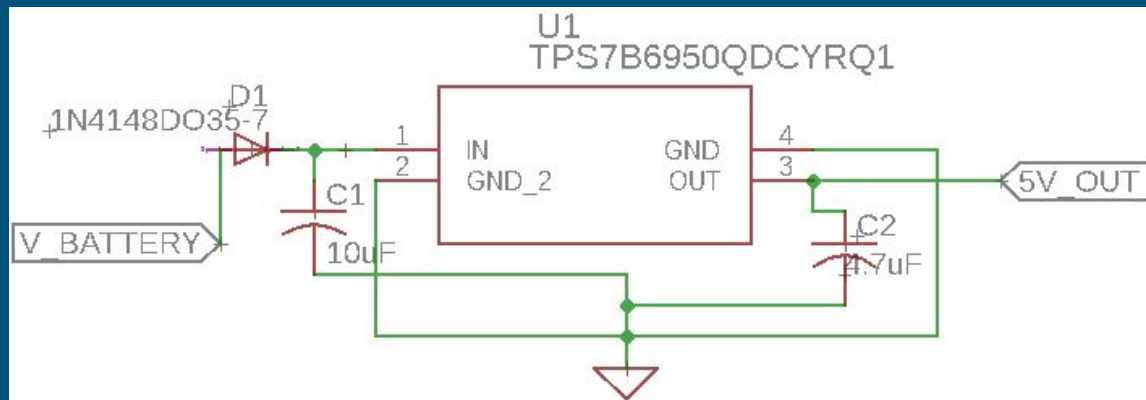 U1
TPS7B6950QDCYRQ1
D1
1N4148DO35-7
1
IN
GND
4
2
GND_2
OUT
3
5V_OUT
C1
V_BATTERY
10uF
C2
4.7uF